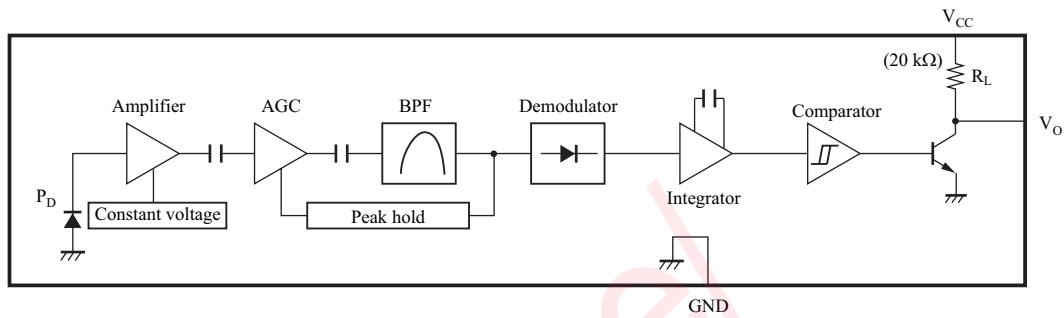 V_CC
(20 kΩ)
R_L
Amplifier
AGC
BPF
Demodulator
Comparator
V_O
P_D
Constant voltage
Peak hold
Integrator
GND